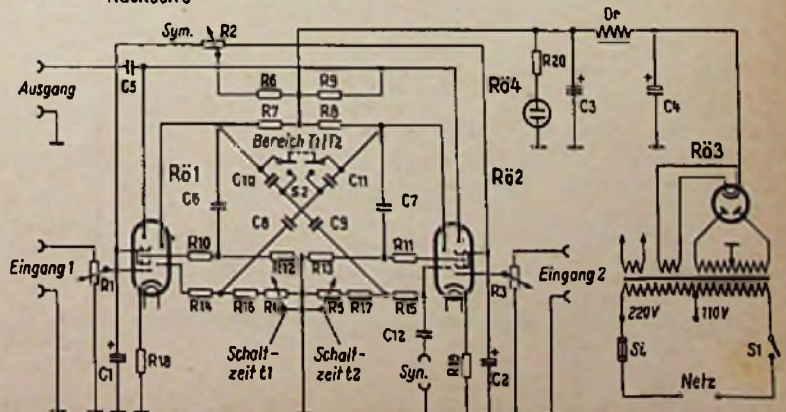 Rückseite
Sym.
R2
Dr
C5
R20
Ausgang
R6
R9
Rö4
+
C3
+
C4
R7
R8
Bereich T1/T2
Rö1
C10
C11
S2
Rö2
Rö3
C6
C8
C9
C7
R10
R12
R13
R11
Eingang 1
R1
R3
Eingang 2
R14
R16
R4
R5
R17
R15
220V
110V
C12
+
C1
R18
Schalt-
zeit t1
Schalt-
zeit t2
Syn.
R19
+
C2
Si
S1
Netz